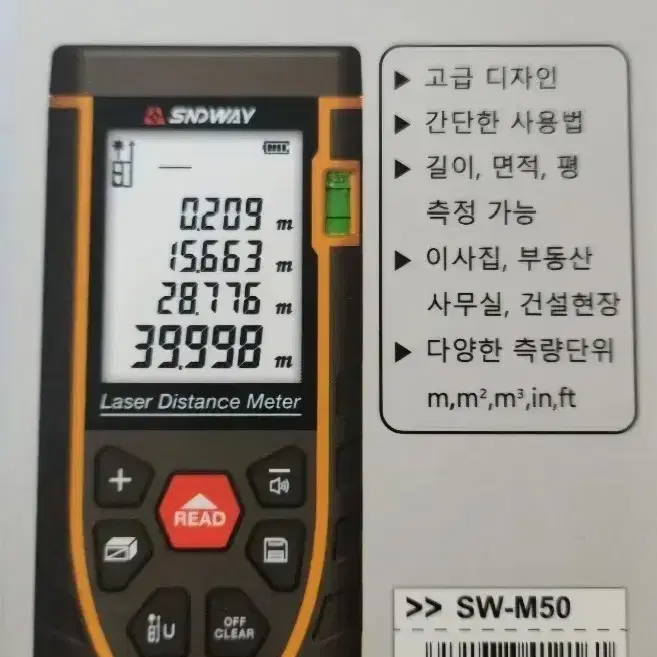 SNDWAY
0.209 m
15.663 m
28.776 m
39.998 m
Laser Distance Meter
READ
U
OFF
CLEAR
▶ 고급 디자인
▶ 간단한 사용법
▶ 길이, 면적, 평
측정 가능
▶ 이사집, 부동산
사무실, 건설현장
▶ 다양한 측량단위
m,m²,m³,in,ft
>> SW-M50